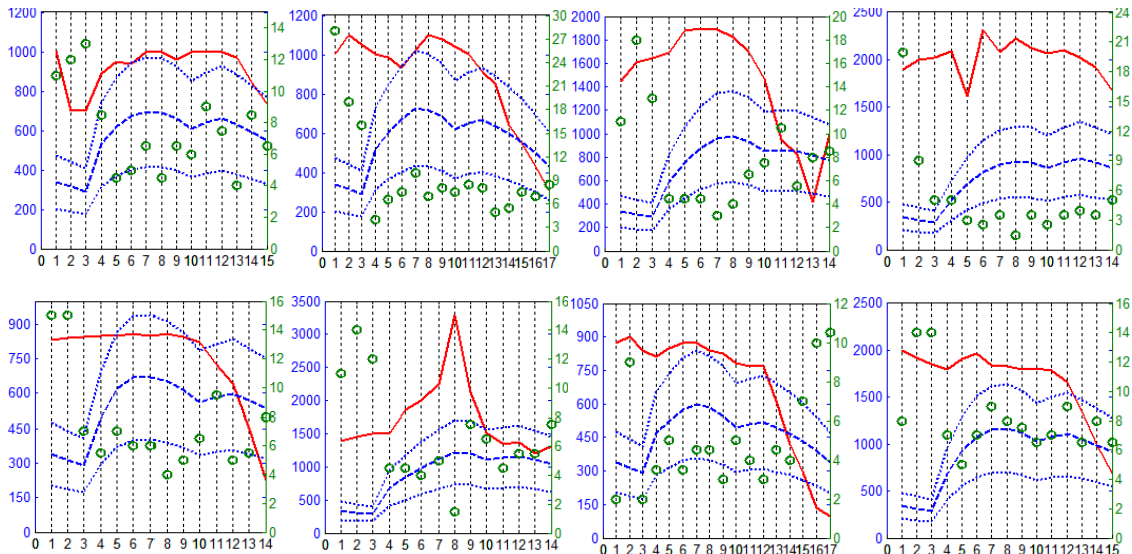 1200 14 1200 30 2000 20 2500 24
1000 12 1000 27 1800 18 2000 21
800 10 800 24 1600 16 1500 18
600 8 600 21 1400 14 1000 15
400 6 400 18 1200 12 500 12
200 4 200 15 1000 10 0 9
0 2 0 12 800 8 6
0 9 600 6 3
6 400 4 0
3 200 2
0 0 0
0 1 2 3 4 5 6 7 8 9 10 11 12 13 14 15
0 1 2 3 4 5 6 7 8 9 10 11 12 13 14 15 16 17
0 1 2 3 4 5 6 7 8 9 10 11 12 13 14
0 1 2 3 4 5 6 7 8 9 10 11 12 13 14
900 16 3500 16 1050 12 2500 16
750 14 3000 14 900 10 2000 14
600 12 2500 12 750 8 1500 12
450 10 2000 10 600 6 1000 10
300 8 1500 8 450 4 500 8
150 6 1000 6 300 2 0 6
0 4 500 4 150 0 4
2 0 2 0 2
0 0 0
0 1 2 3 4 5 6 7 8 9 10 11 12 13 14
0 1 2 3 4 5 6 7 8 9 10 11 12 13 14
0 1 2 3 4 5 6 7 8 9 10 11 12 13 14 15 16 17
0 1 2 3 4 5 6 7 8 9 10 11 12 13 14 15